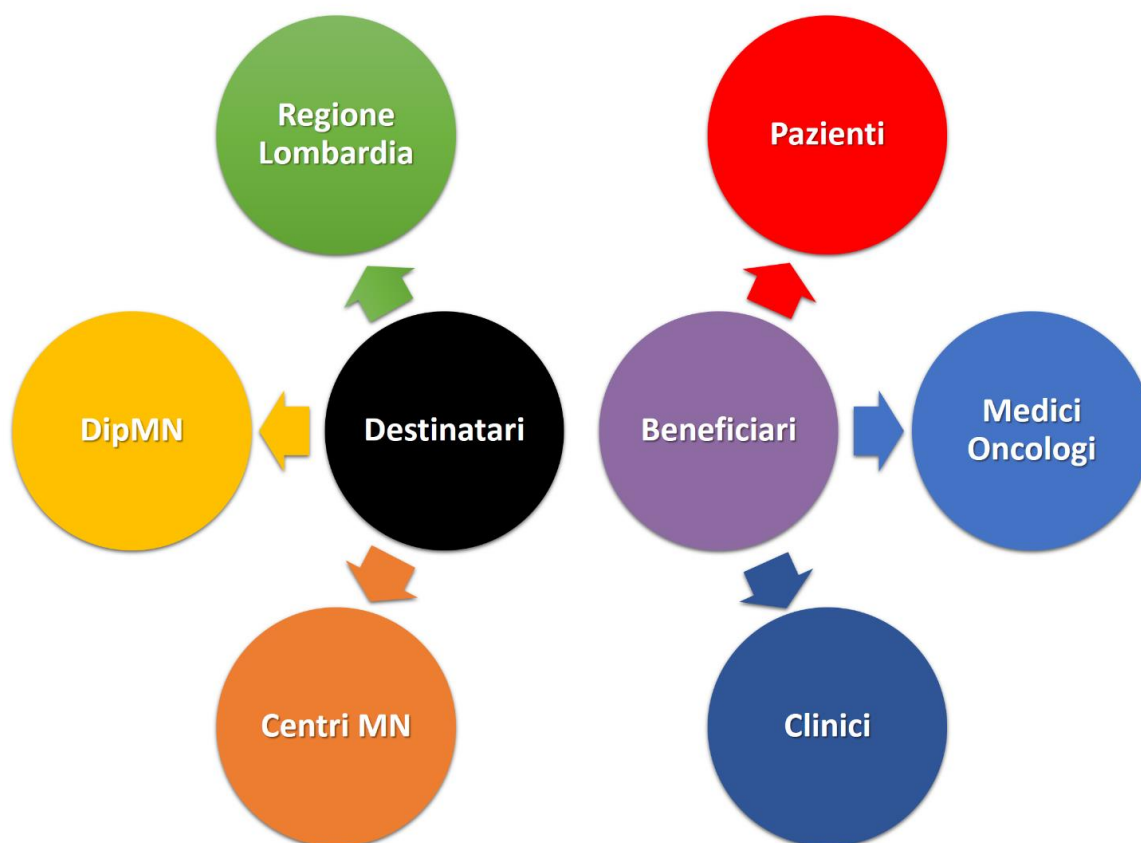 Regione
Lombardia
Pazienti
DipMN
Destinatari
Beneficiari
Medici
Oncologi
Centri MN
Clinici